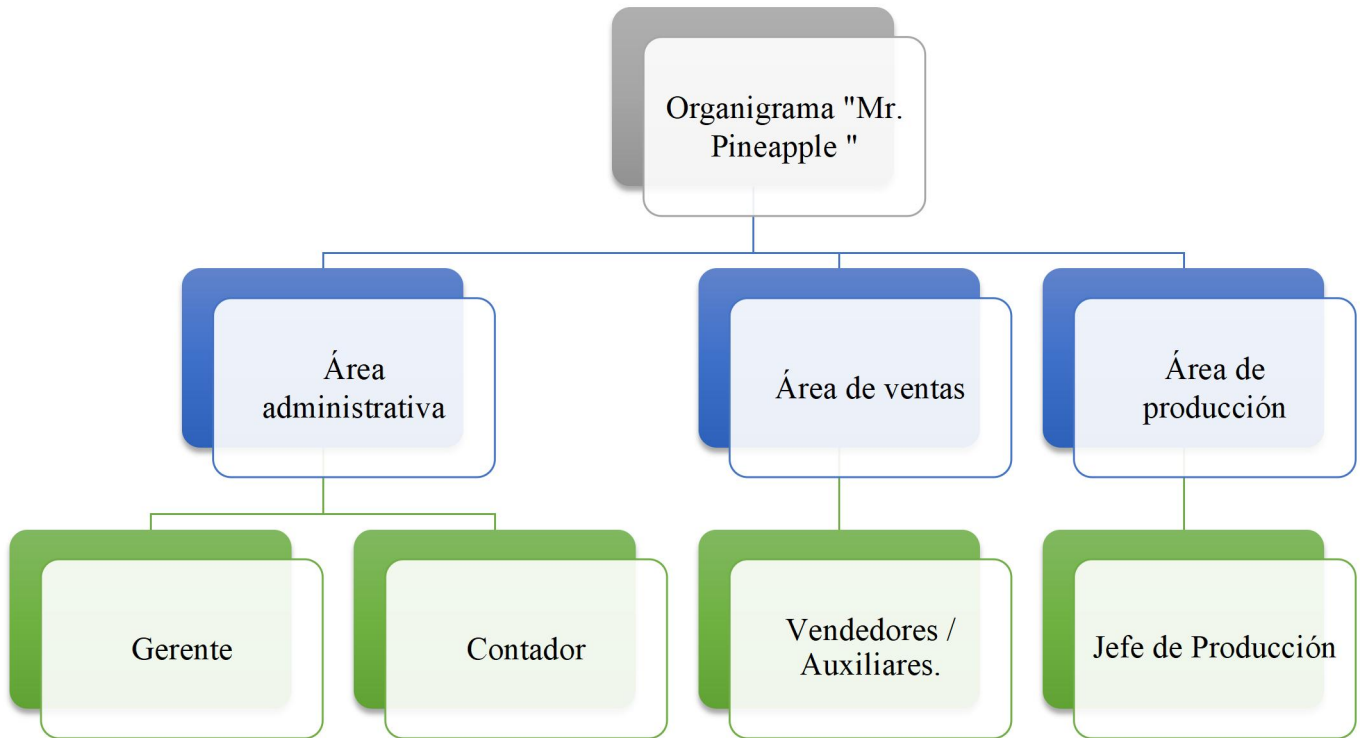 Organigrama "Mr.
Pineapple "
Área
administrativa
Área de ventas
Área de
producción
Gerente
Contador
Vendedores /
Auxiliares.
Jefe de Producción